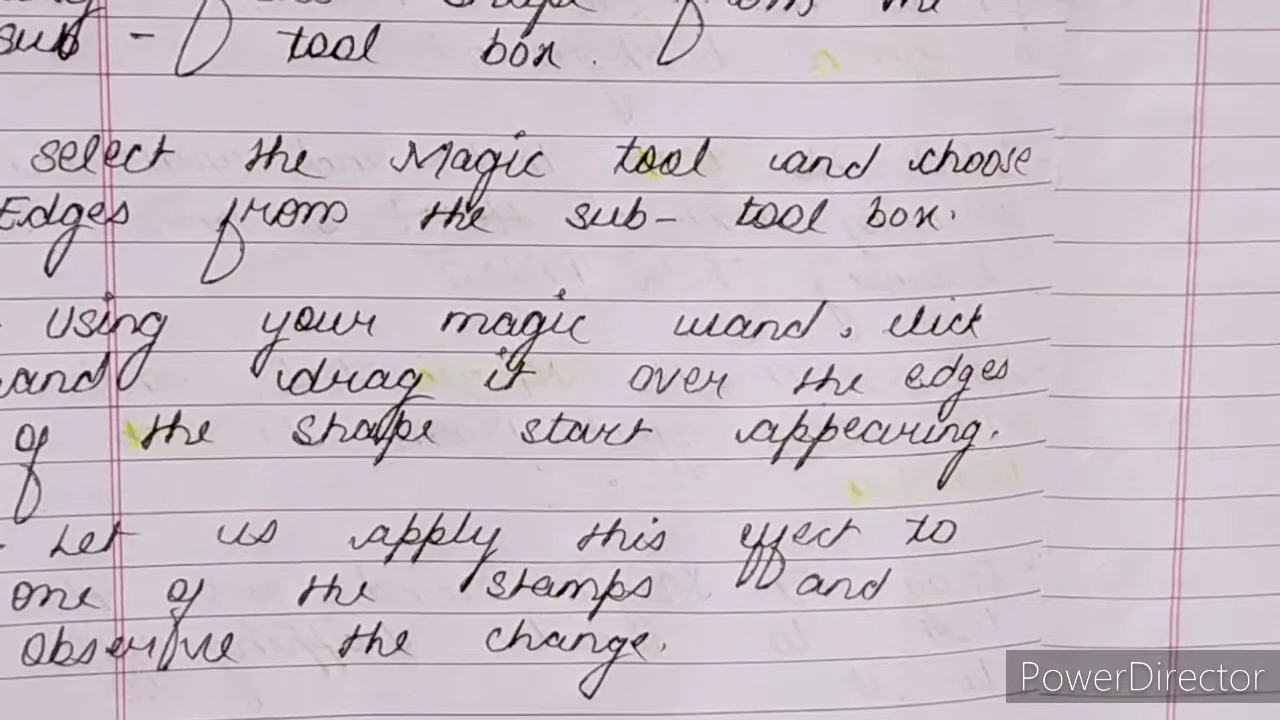 sub - tool box.
select the Magic tool and choose
Edges from the sub - tool box.
- Using your magic wand, click
and drag it over the edges
of the shape start appearing.
- Let us apply this effect to
one of the stamps and
observe the change.
PowerDirector